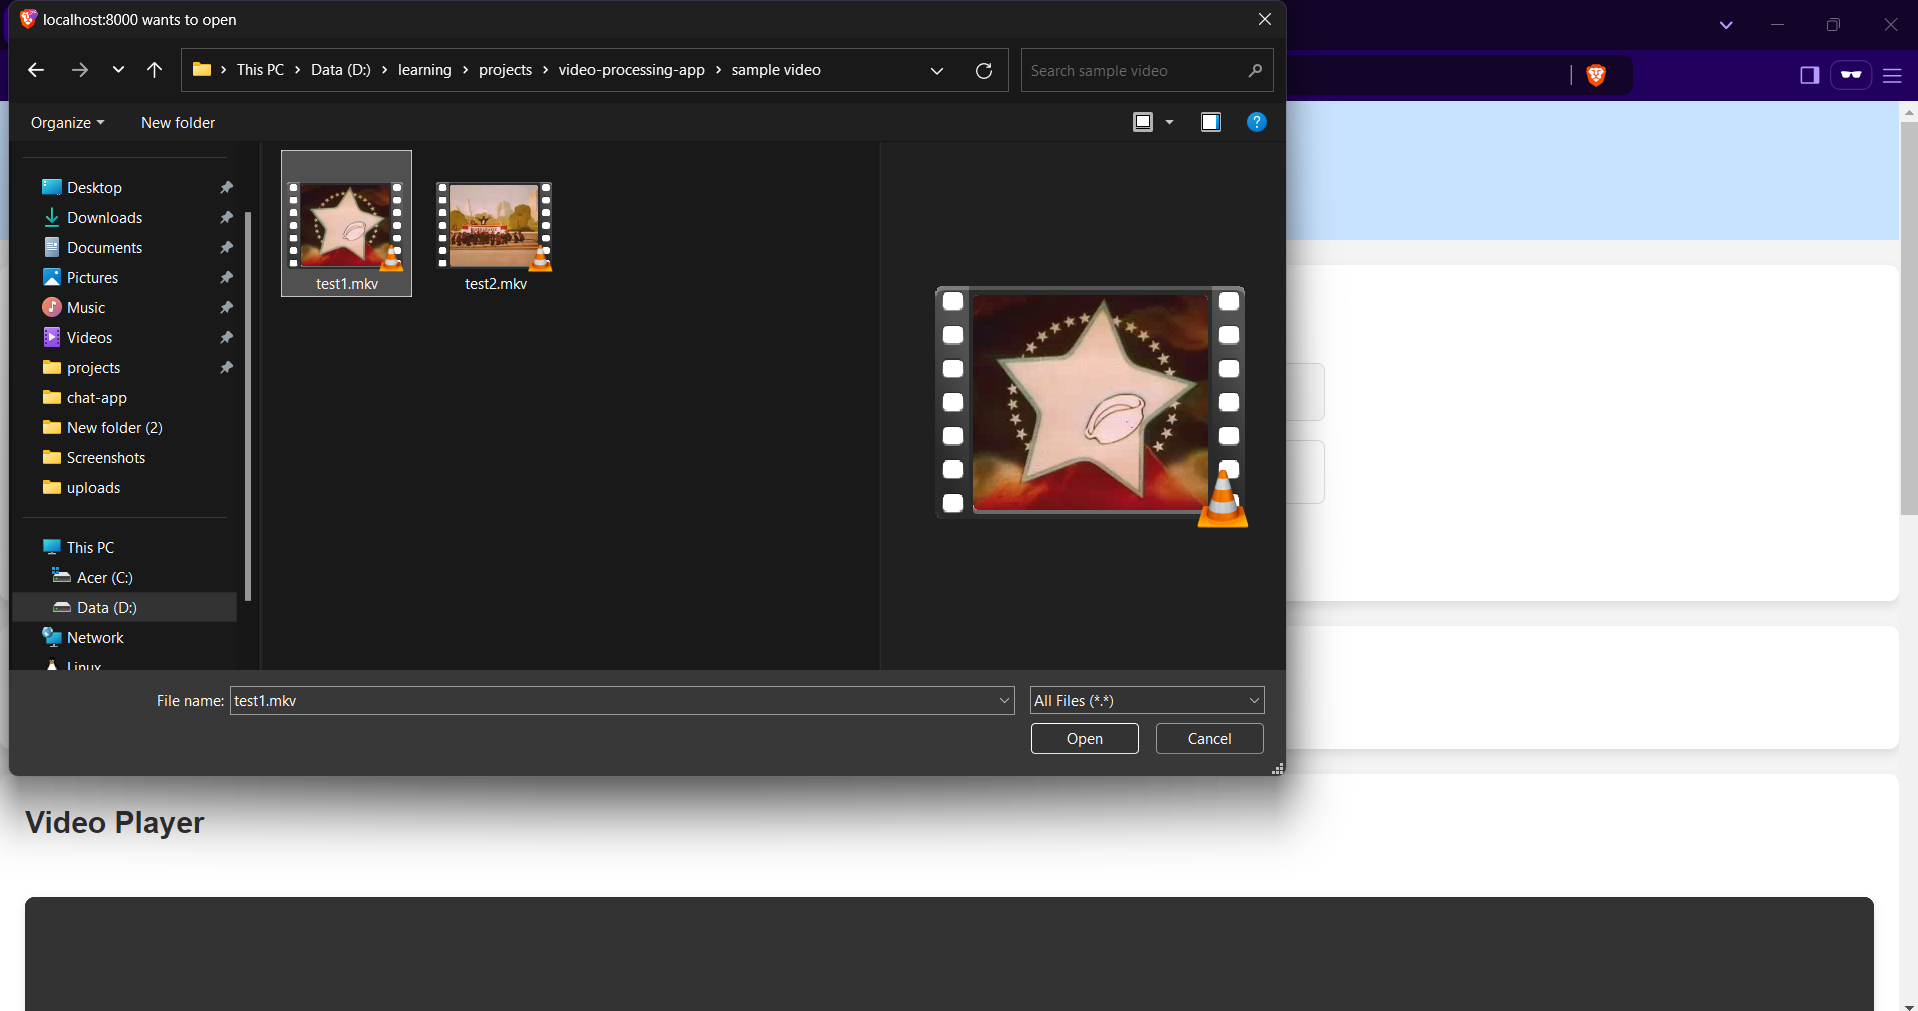 localhost:8000 wants to open
This PC
Data (D:)
learning
projects
video-processing-app
sample video
Search sample video
Organize
New folder
?
Desktop
Downloads
Documents
Pictures
Music
Videos
projects
chat-app
New folder (2)
Screenshots
uploads
This PC
Acer (C:)
Data (D:)
Network
Linux
test1.mkv
test2.mkv
File name:
test1.mkv
All Files (*.*)
Open
Cancel
Video Player